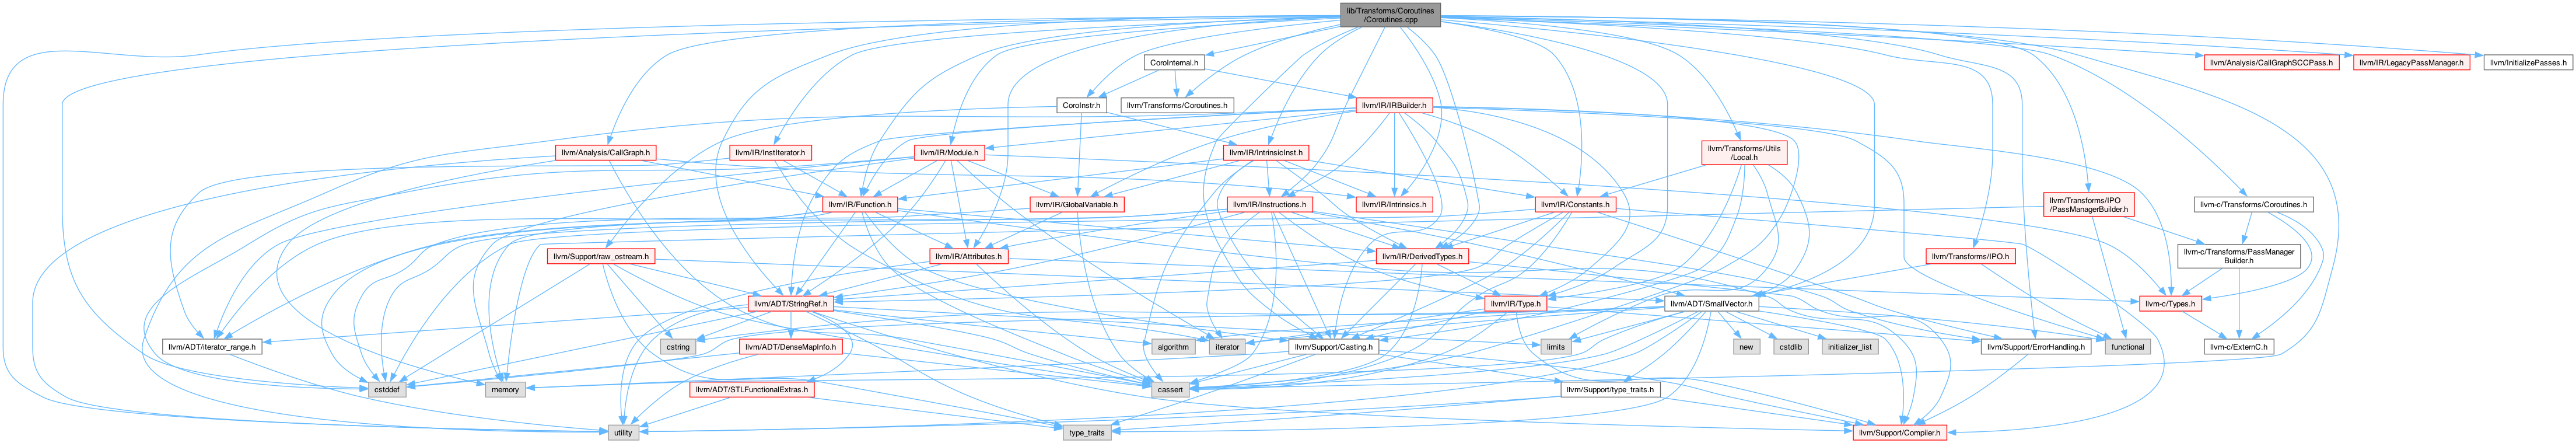 lib/Transforms/Coroutines
/Coroutines.cpp
CoroInternal.h
llvm/Analysis/CallGraphSCCPass.h
llvm/IR/LegacyPassManager.h
llvm/InitializePasses.h
CoroInstr.h
llvm/Transforms/Coroutines.h
llvm/IR/IRBuilder.h
llvm/Analysis/CallGraph.h
llvm/IR/InstIterator.h
llvm/IR/Module.h
llvm/IR/IntrinsicInst.h
llvm/Transforms/Utils
/Local.h
llvm/IR/Function.h
llvm/IR/GlobalVariable.h
llvm/IR/Instructions.h
llvm/IR/Intrinsics.h
llvm/IR/Constants.h
llvm/Transforms/IPO
/PassManagerBuilder.h
llvm-c/Transforms/Coroutines.h
llvm/Support/raw_ostream.h
llvm/IR/Attributes.h
llvm/IR/DerivedTypes.h
llvm/Transforms/IPO.h
llvm-c/Transforms/PassManager
Builder.h
llvm/ADT/StringRef.h
llvm/IR/Type.h
llvm/ADT/SmallVector.h
llvm-c/Types.h
llvm/ADT/iterator_range.h
cstring
llvm/ADT/DenseMapInfo.h
algorithm
iterator
llvm/Support/Casting.h
limits
new
cstdlib
initializer_list
llvm/Support/ErrorHandling.h
functional
llvm-c/ExternC.h
cstddef
memory
llvm/ADT/STLFunctionalExtras.h
cassert
llvm/Support/type_traits.h
utility
type_traits
llvm/Support/Compiler.h